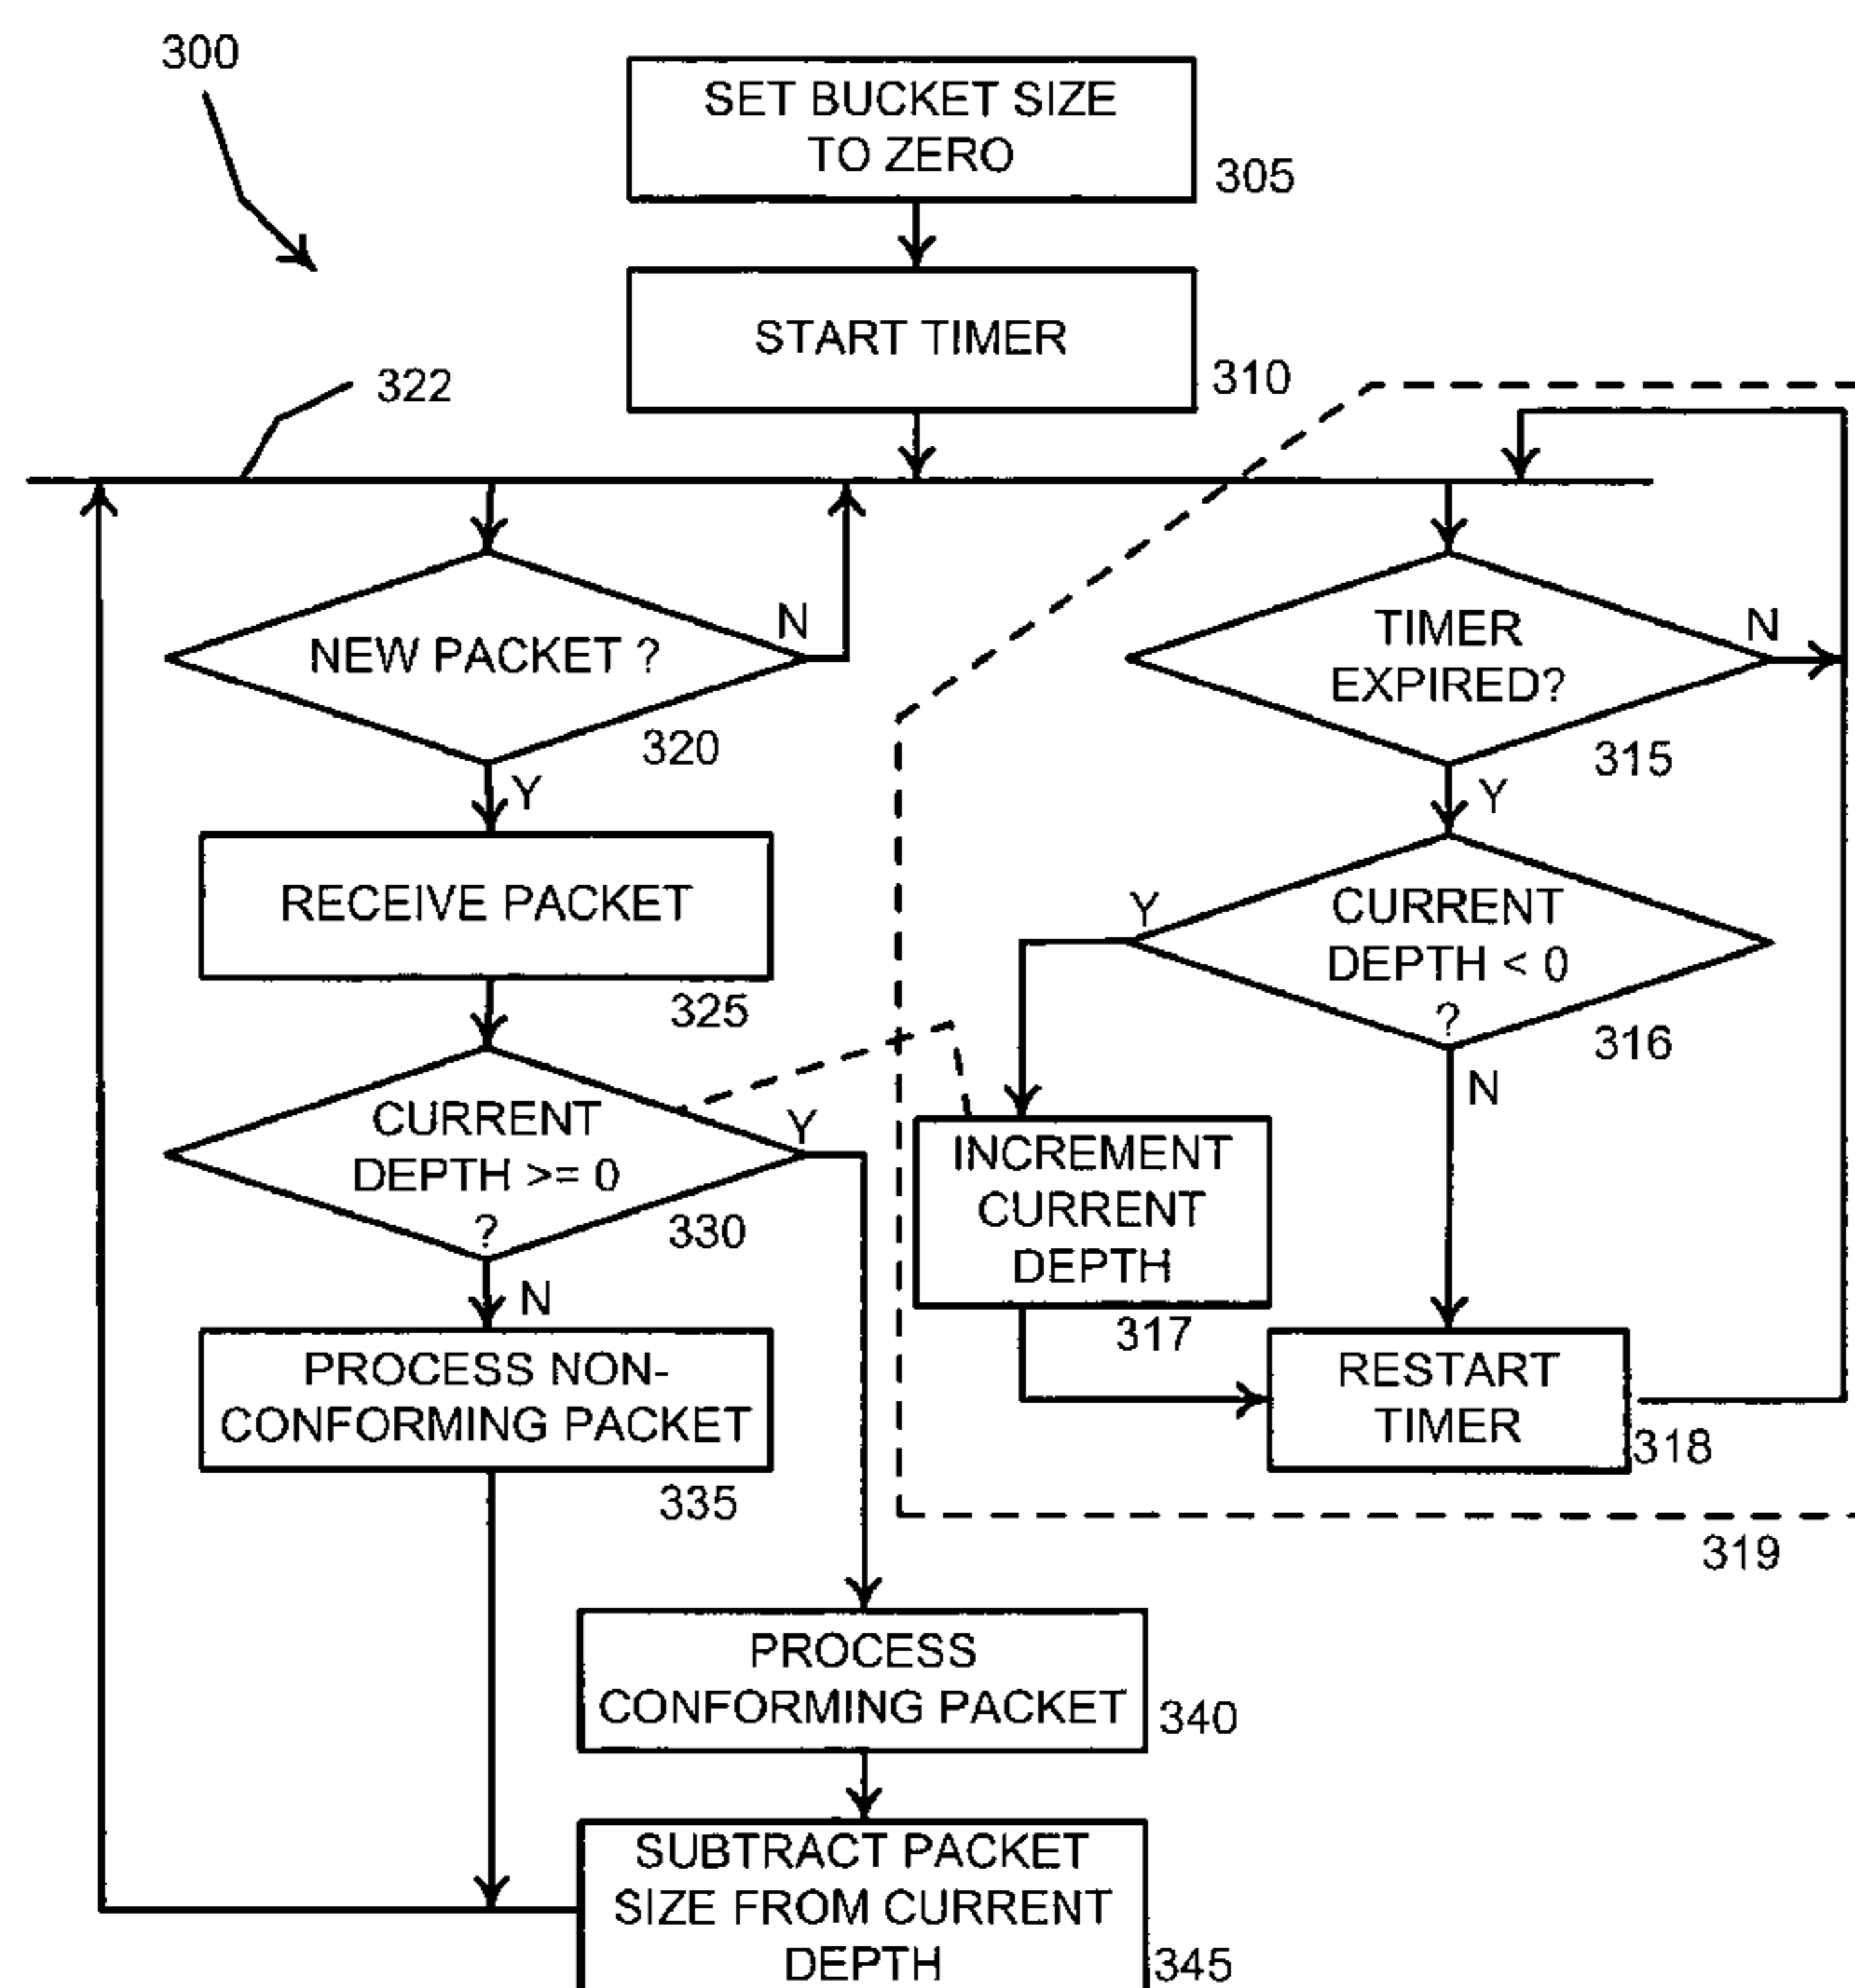 300
SET BUCKET SIZE
TO ZERO
305
START TIMER
310
322
NEW PACKET ?
N
320
Y
TIMER
EXPIRED?
N
315
Y
RECEIVE PACKET
325
CURRENT
DEPTH < 0
?
Y
316
N
CURRENT
DEPTH >= 0
?
Y
330
N
INCREMENT
CURRENT
DEPTH
317
PROCESS NON-
CONFORMING PACKET
335
RESTART
TIMER
318
319
PROCESS
CONFORMING PACKET
340
SUBTRACT PACKET
SIZE FROM CURRENT
DEPTH
345